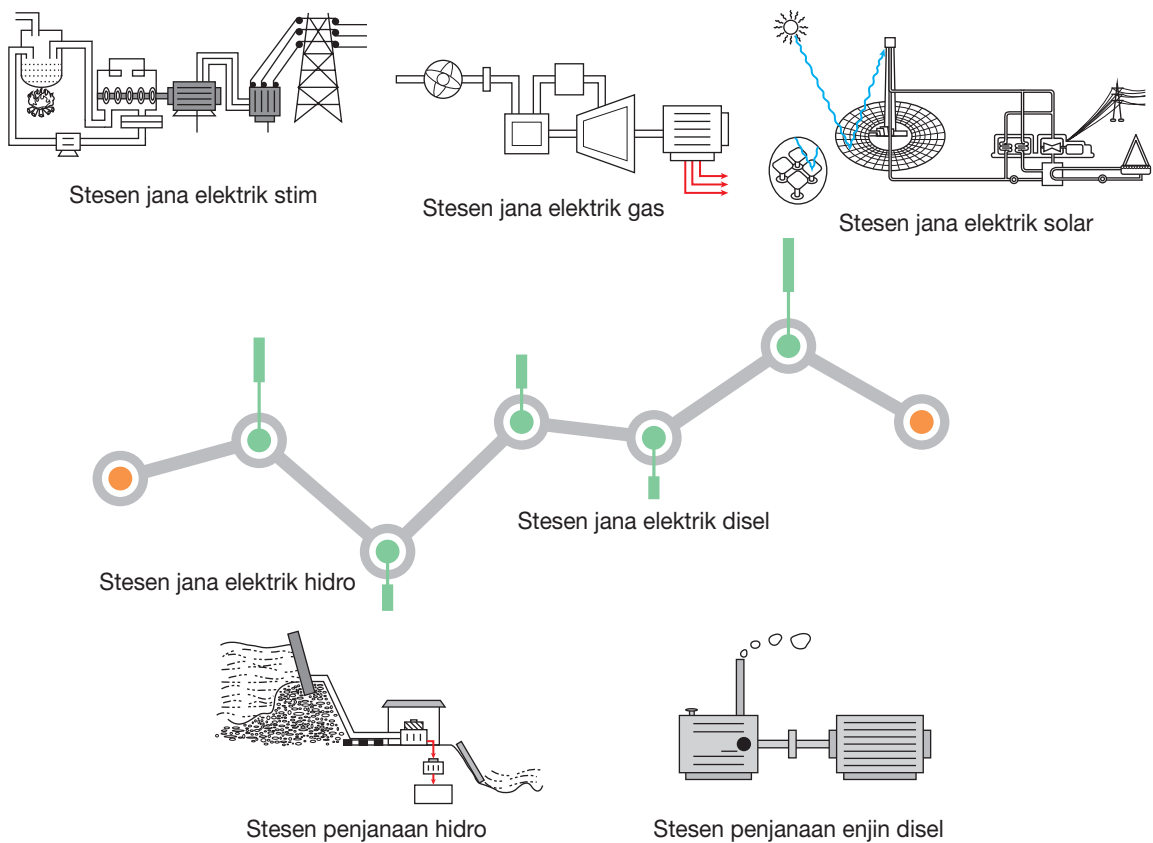 Stesen jana elektrik stim
Stesen jana elektrik gas
Stesen jana elektrik solar
Stesen jana elektrik disel
Stesen jana elektrik hidro
Stesen penjanaan hidro
Stesen penjanaan enjin disel